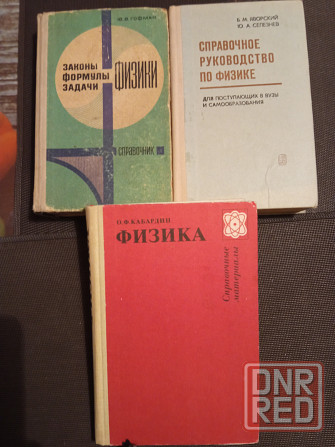 Ю.В. ГОФМАН
ЗАКОНЫ
ФОРМУЛЫ
ЗАДАЧИ
ФИЗИКИ
СПРАВОЧНИК
Б. М. ЯВОРСКИЙ
Ю. А. СЕЛЕЗНЕВ
СПРАВОЧНОЕ
РУКОВОДСТВО
ПО ФИЗИКЕ
ДЛЯ ПОСТУПАЮЩИХ В ВУЗЫ
И САМООБРАЗОВАНИЯ
О.Ф. КАБАРДИН
ФИЗИКА
Справочные
материалы
DNR
RED